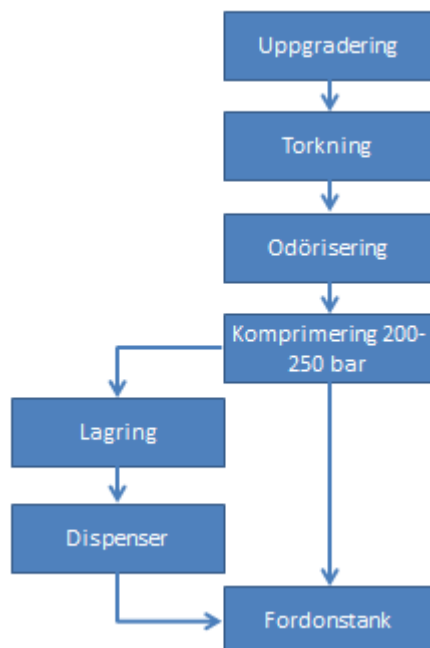 Uppgradering
Torkning
Odörisering
Komprimering 200-
250 bar
Lagring
Dispenser
Fordonstank